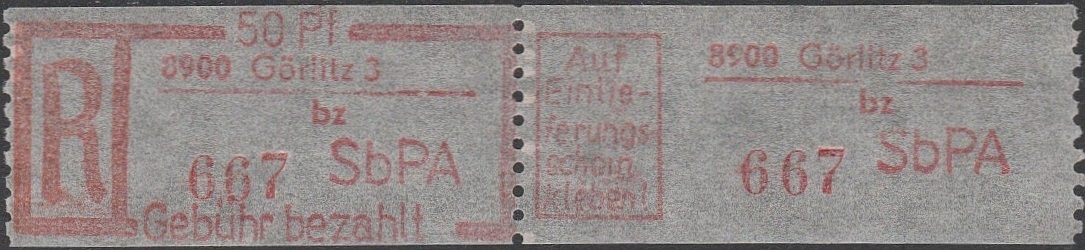 50 Pf
R
8900 Görlitz 3
bz
667 SbPA
Gebühr bezahlt
Auf
Einlie-
ferungs-
schein
kleben!
8900 Görlitz 3
bz
667 SbPA